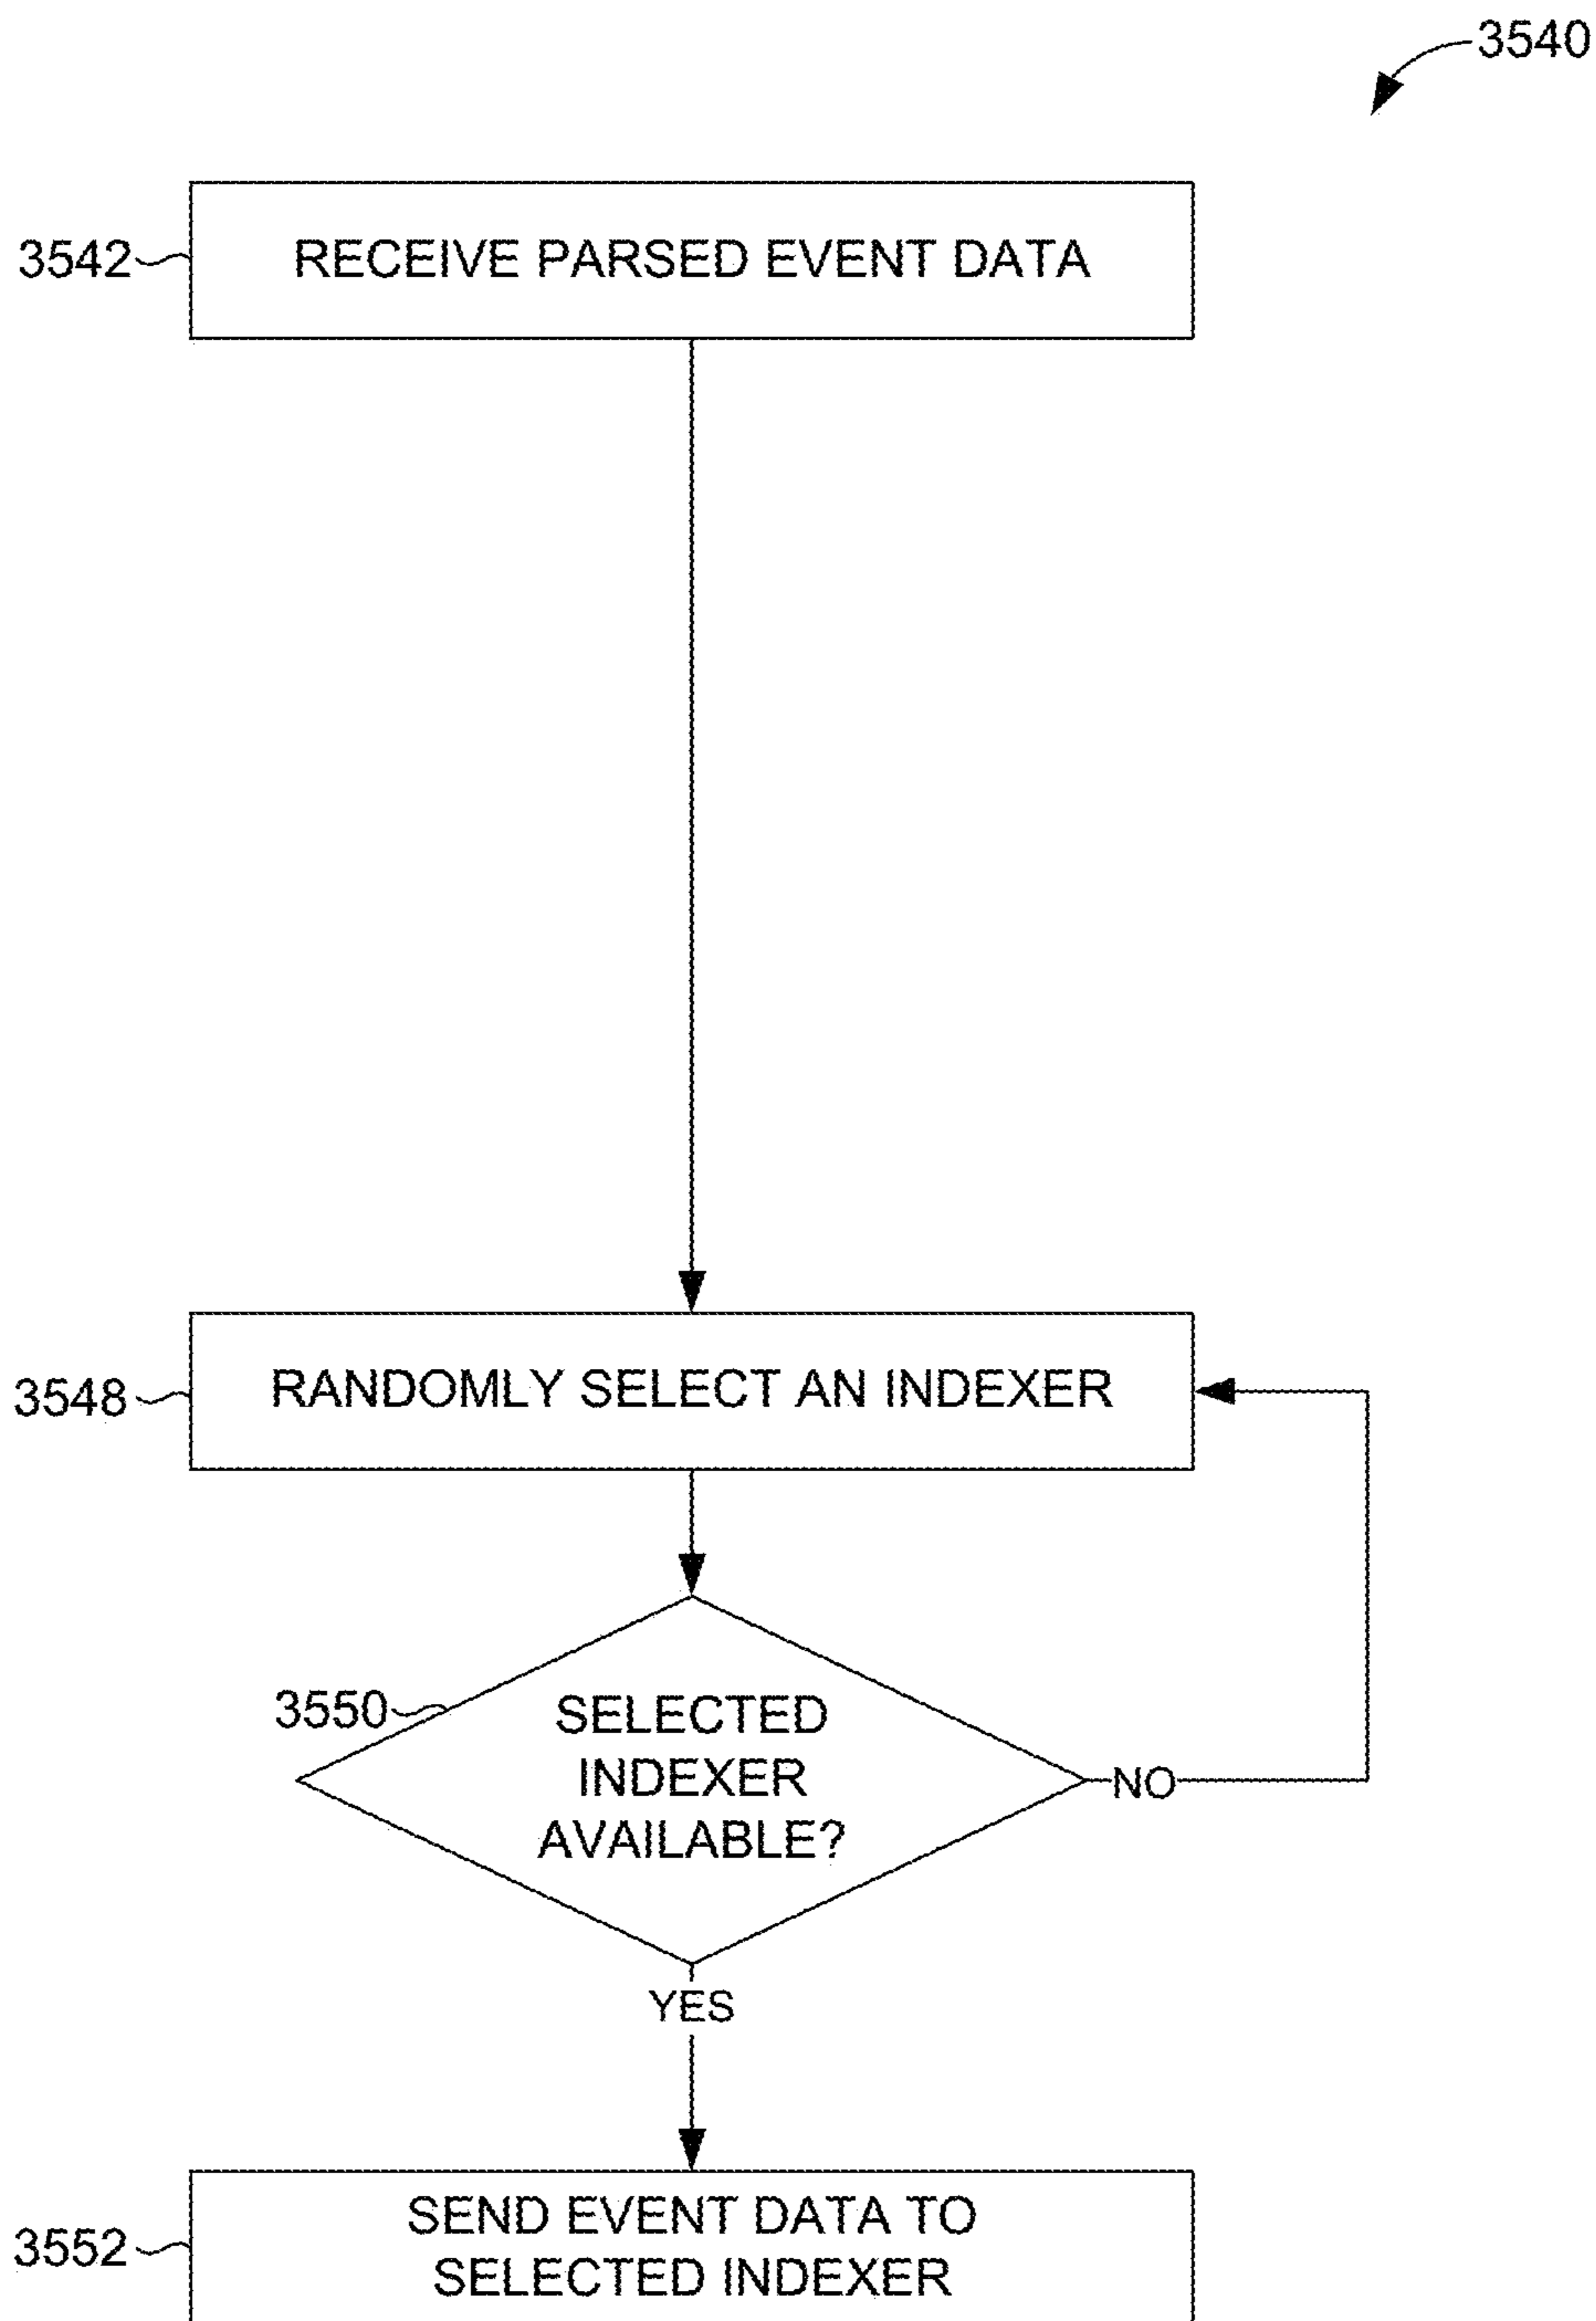 3540
3542
RECEIVE PARSED EVENT DATA
3548
RANDOMLY SELECT AN INDEXER
3550
SELECTED
INDEXER
AVAILABLE?
NO
YES
3552
SEND EVENT DATA TO
SELECTED INDEXER